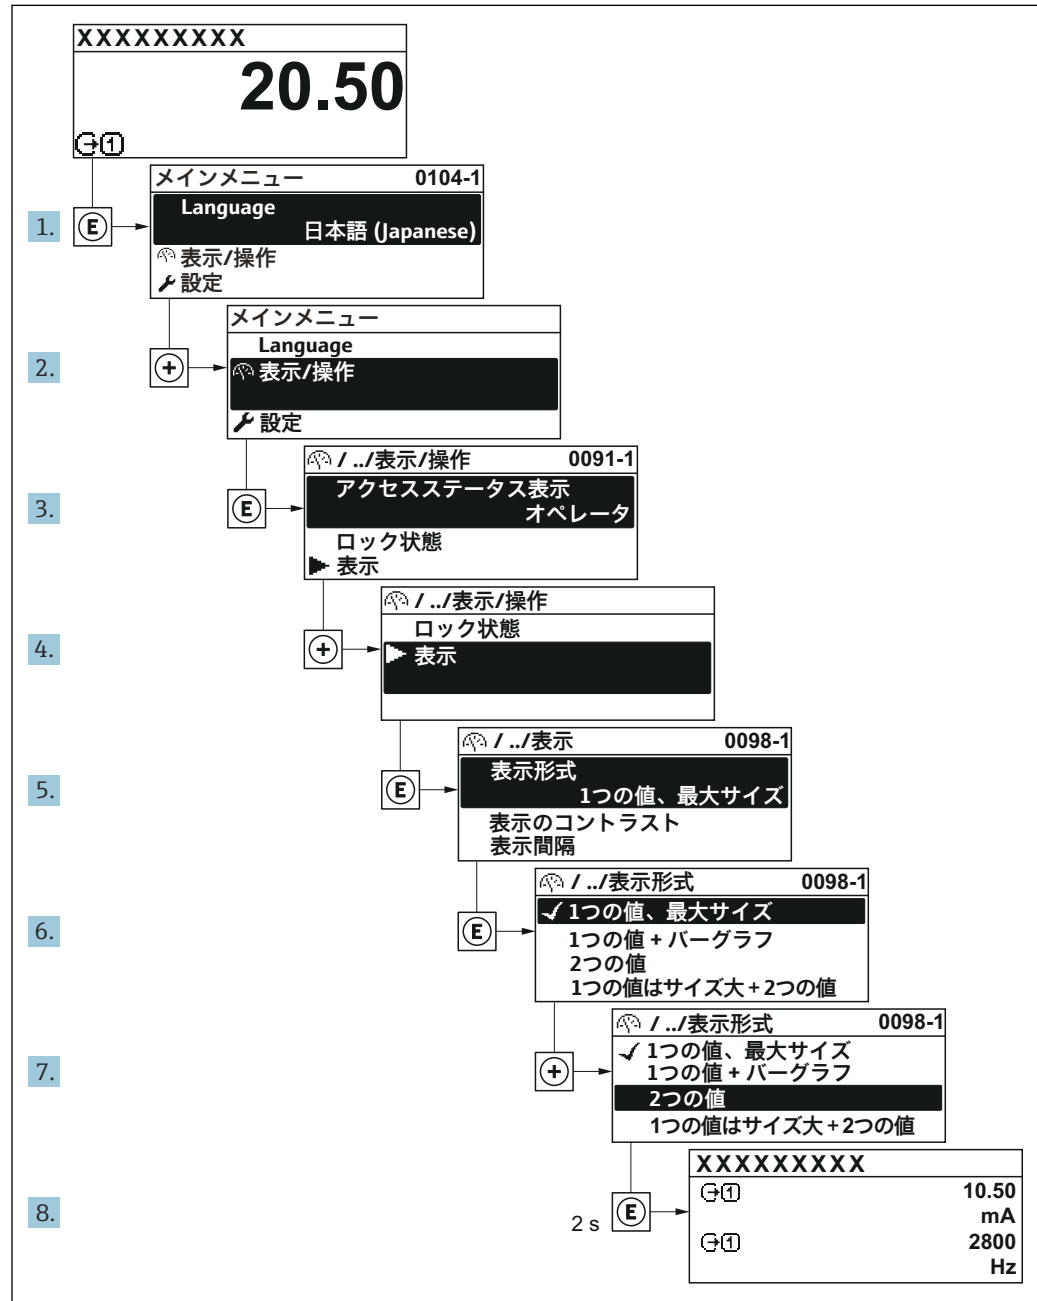 XXXXXXXXX
20.50
1
メインメニュー 0104-1
Language
1. E 日本語 (Japanese)
表示/操作
設定
メインメニュー
Language
2. + 表示/操作
設定
/ ../表示/操作 0091-1
アクセスステータス表示
3. E オペレータ
ロック状態
表示
/ ../表示/操作
ロック状態
4. + 表示
/ ../表示 0098-1
表示形式
5. E 1つの値、最大サイズ
表示のコントラスト
表示間隔
/ ../表示形式 0098-1
✓ 1つの値、最大サイズ
6. E 1つの値 + バーグラフ
2つの値
1つの値はサイズ大+2つの値
/ ../表示形式 0098-1
✓ 1つの値、最大サイズ
7. + 1つの値 + バーグラフ
2つの値
1つの値はサイズ大+2つの値
XXXXXXXXX
1 10.50
8. 2 s E mA
1 2800
Hz